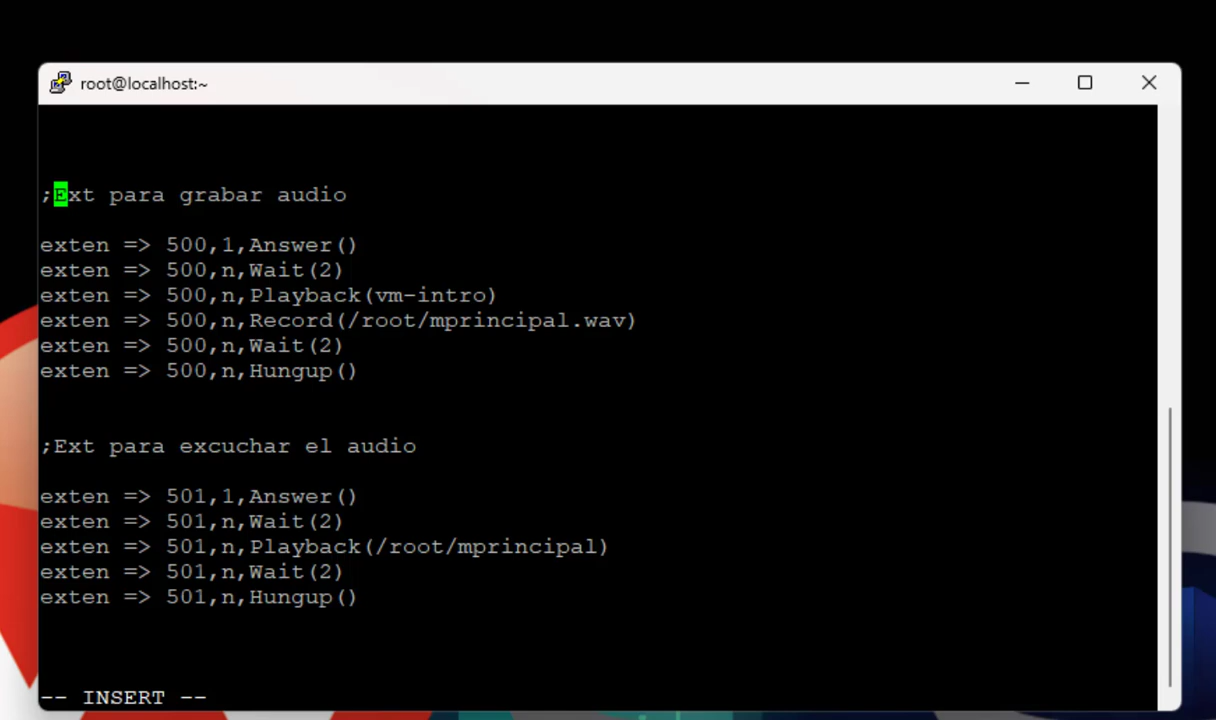 root@localhost:~
;Ext para grabar audio
exten => 500,1,Answer()
exten => 500,n,Wait(2)
exten => 500,n,Playback(vm-intro)
exten => 500,n,Record(/root/mprincipal.wav)
exten => 500,n,Wait(2)
exten => 500,n,Hungup()
;Ext para excuchar el audio
exten => 501,1,Answer()
exten => 501,n,Wait(2)
exten => 501,n,Playback(/root/mprincipal)
exten => 501,n,Wait(2)
exten => 501,n,Hungup()
-- INSERT --